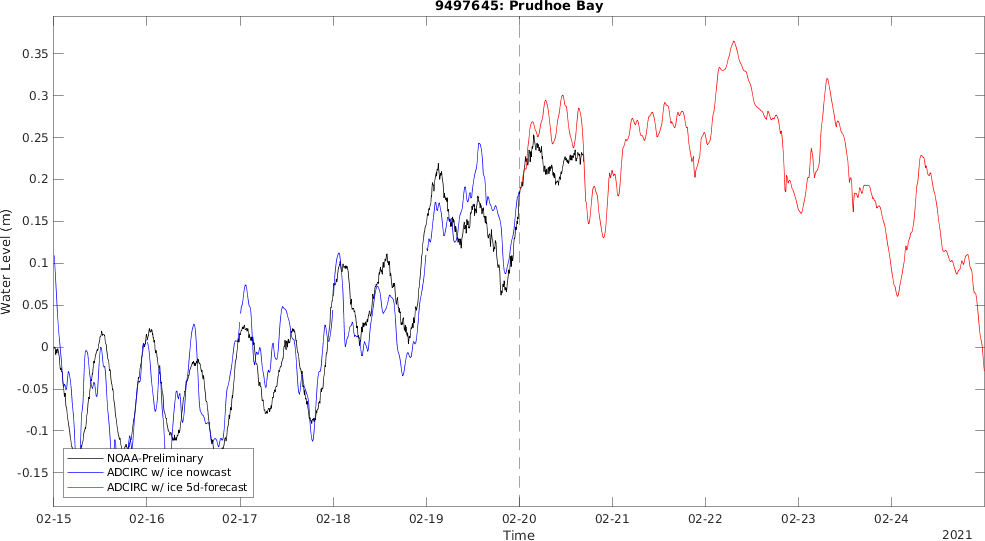 9497645: Prudhoe Bay
Water Level (m)
0.35
0.3
0.25
0.2
0.15
0.1
0.05
0
-0.05
-0.1
-0.15
NOAA-Preliminary
ADCIRC w/ ice nowcast
ADCIRC w/ ice 5d-forecast
02-15 02-16 02-17 02-18 02-19 02-20 02-21 02-22 02-23 02-24
Time
2021